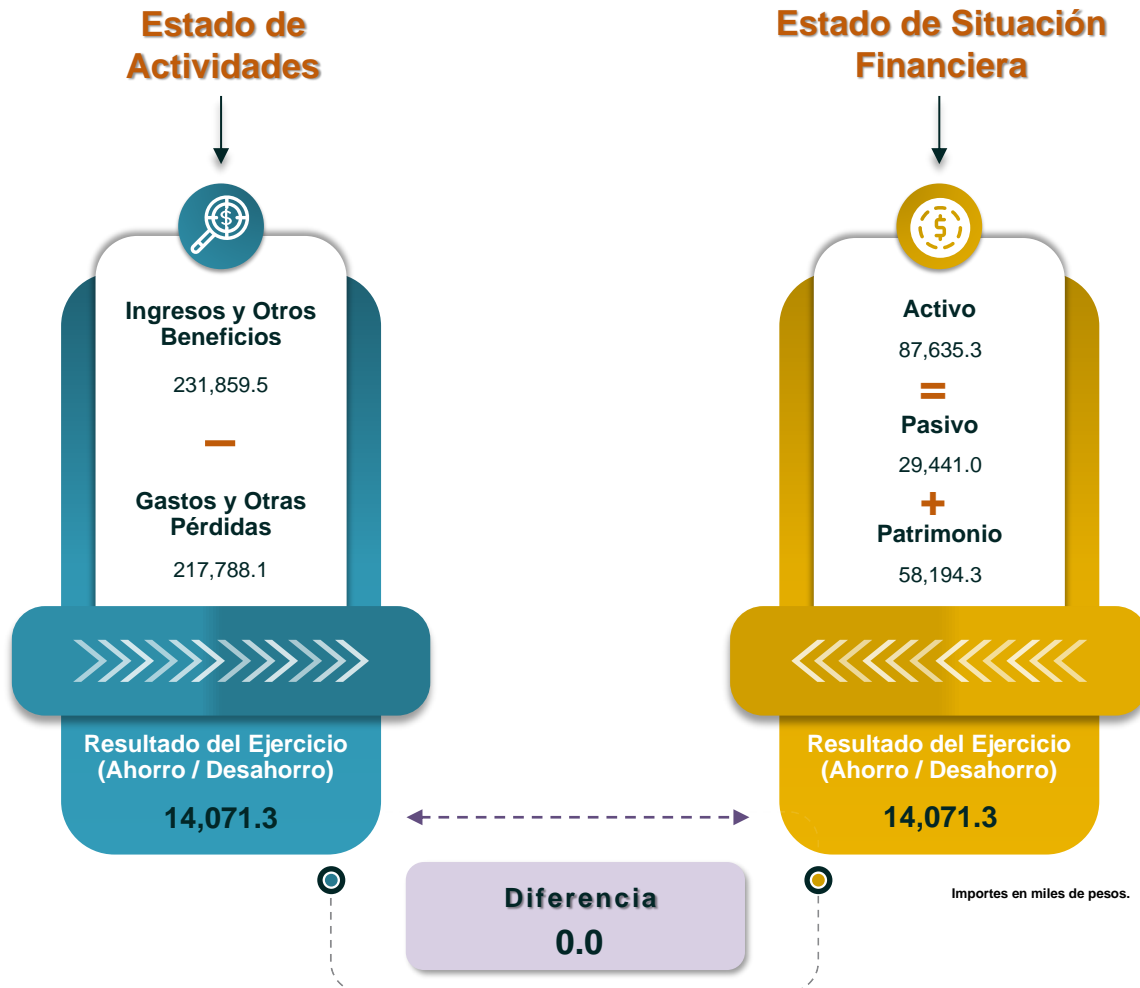 Estado de
Actividades
Ingresos y Otros
Beneficios
231,859.5
–
Gastos y Otras
Pérdidas
217,788.1
Resultado del Ejercicio
(Ahorro / Desahorro)
14,071.3
Estado de Situación
Financiera
$
$
Activo
87,635.3
=
Pasivo
29,441.0
+
Patrimonio
58,194.3
Resultado del Ejercicio
(Ahorro / Desahorro)
14,071.3
Diferencia
0.0
Importes en miles de pesos.